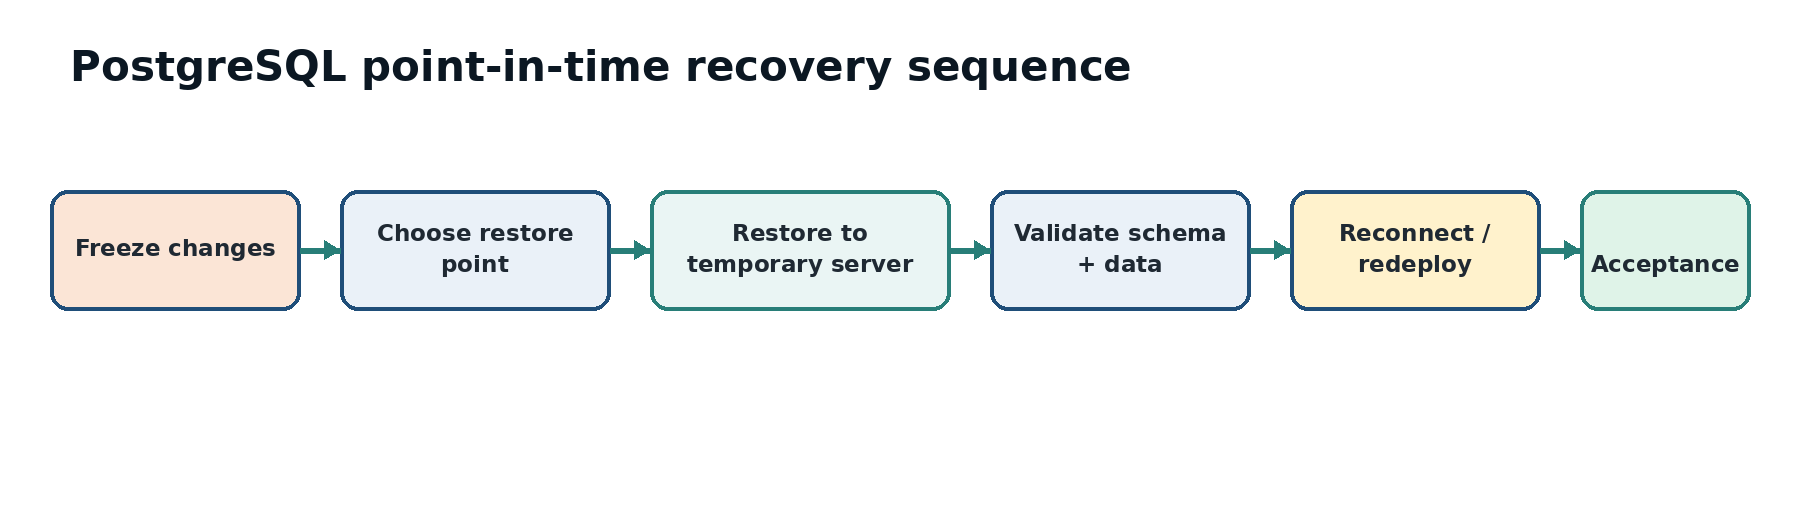 PostgreSQL point-in-time recovery sequence
Freeze changes
Choose restore
point
Restore to
temporary server
Validate schema
+ data
Reconnect /
redeploy
Acceptance